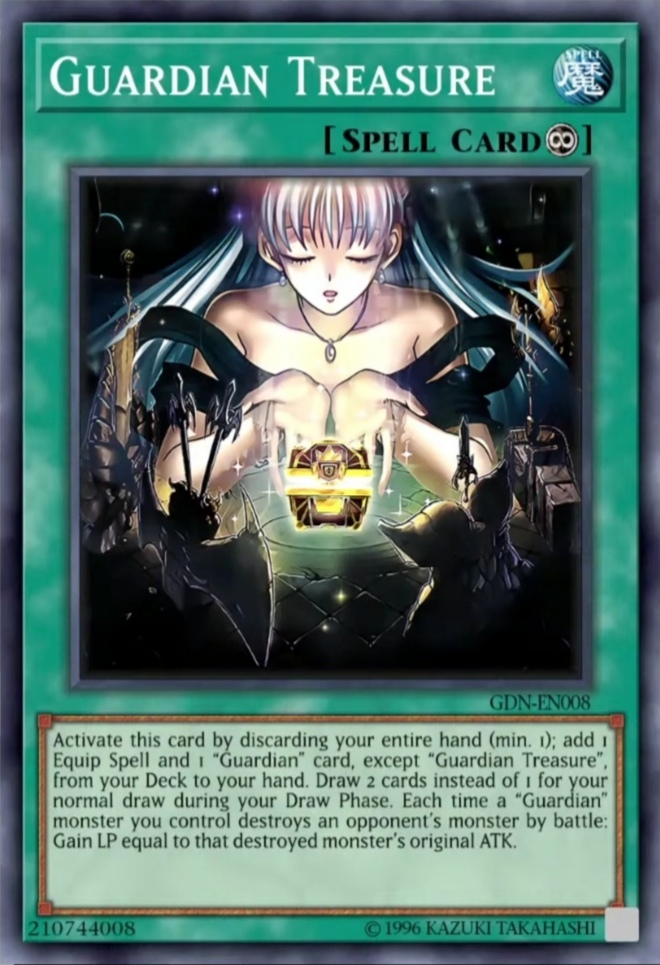 GUARDIAN TREASURE
SPELL
魔
[SPELL CARD]
GDN-EN008
Activate this card by discarding your entire hand (min. 1); add 1
Equip Spell and 1 “Guardian” card, except “Guardian Treasure”,
from your Deck to your hand. Draw 2 cards instead of 1 for your
normal draw during your Draw Phase. Each time a “Guardian”
monster you control destroys an opponent’s monster by battle:
Gain LP equal to that destroyed monster’s original ATK.
210744008
© 1996 KAZUKI TAKAHASHI